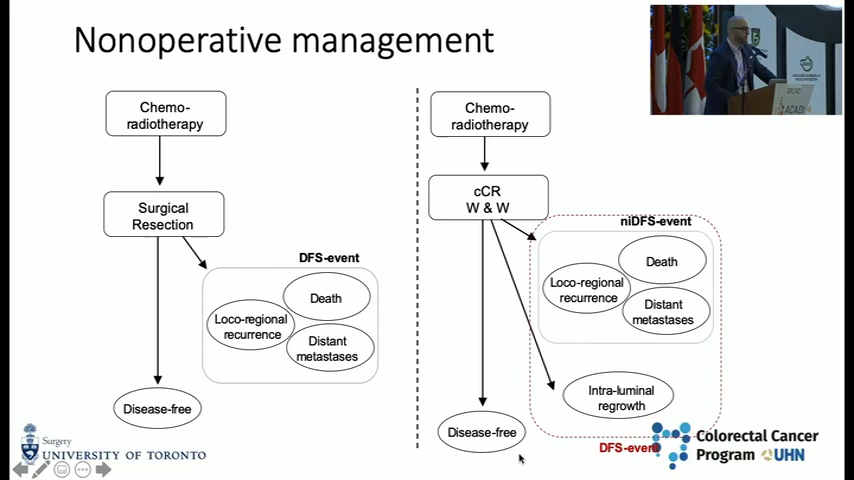 Nonoperative management
Chemo-
radiotherapy
Surgical
Resection
DFS-event
Death
Loco-regional
recurrence
Distant
metastases
Disease-free
Chemo-
radiotherapy
cCR
W & W
niDFS-event
Death
Loco-regional
recurrence
Distant
metastases
Intra-luminal
regrowth
Disease-free
DFS-event
Surgery
UNIVERSITY OF TORONTO
Colorectal Cancer
Program UHN